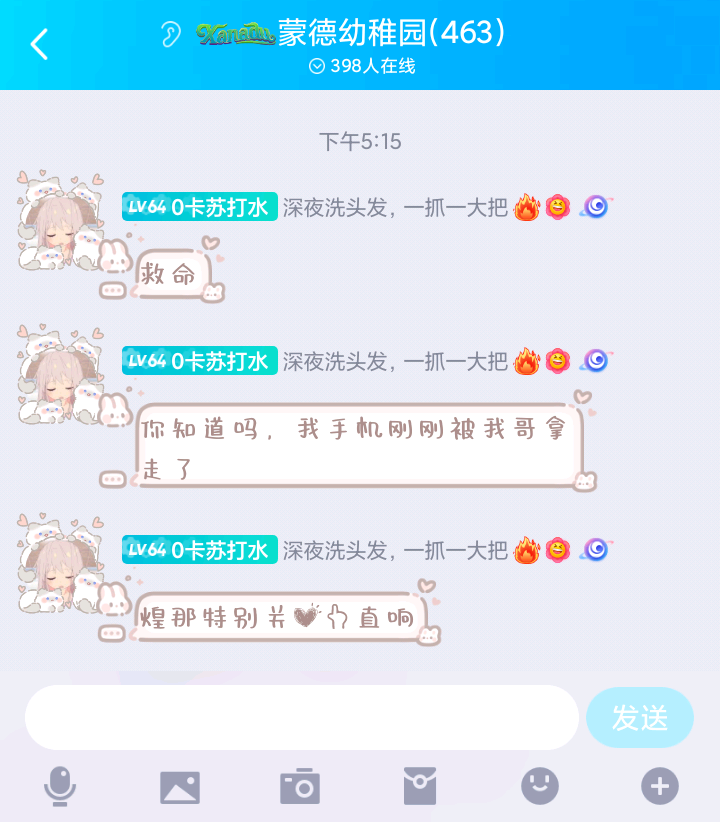 Xanadu 蒙德幼稚园(463)
398人在线
下午5:15
LV64 0卡苏打水 深夜洗头发,一抓一大把
救命
LV64 0卡苏打水 深夜洗头发,一抓一大把
你知道吗，我手机刚刚被我哥拿
走了
LV64 0卡苏打水 深夜洗头发,一抓一大把
煌那特别关💓👆直响
发送